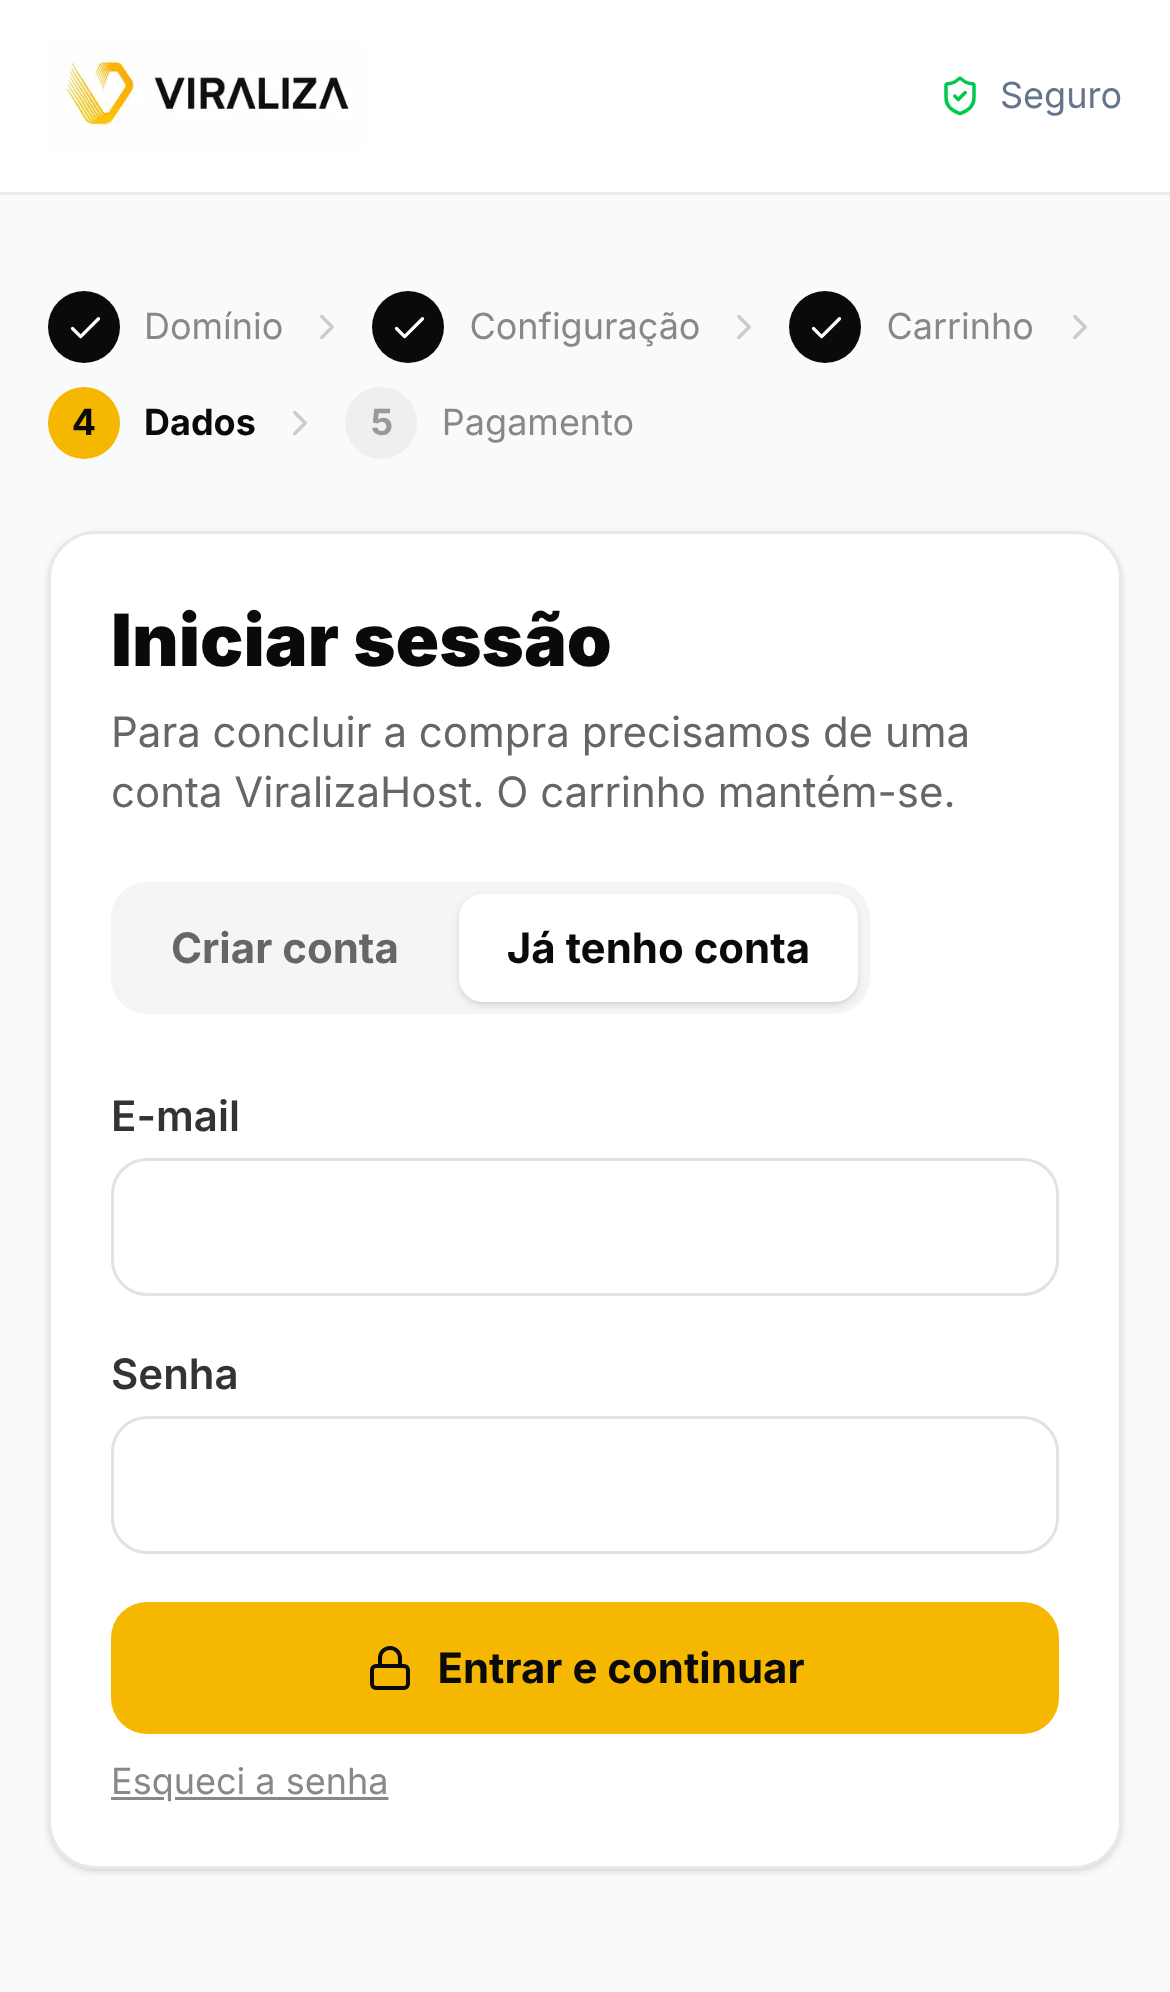 VIRALIZA
Seguro
Domínio
Configuração
Carrinho
4 Dados
5 Pagamento
Iniciar sessão
Para concluir a compra precisamos de uma
conta ViralizaHost. O carrinho mantém-se.
Criar conta
Já tenho conta
E-mail
Senha
Entrar e continuar
Esqueci a senha